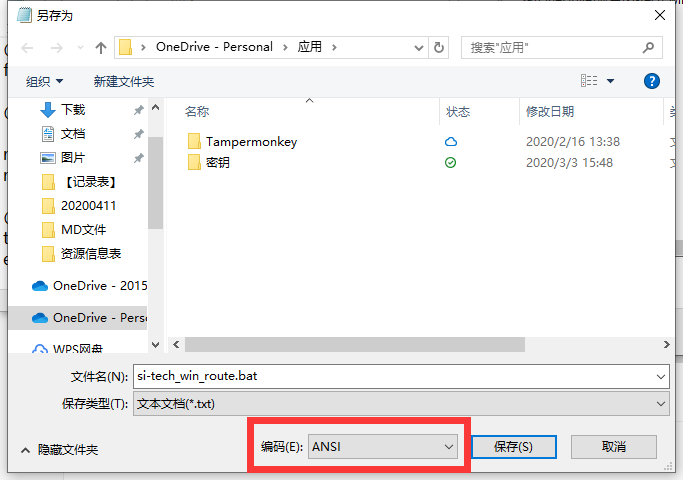 另存为
OneDrive - Personal
应用
搜索"应用"
组织
新建文件夹
名称
状态
修改日期
下载
文档
图片
【记录表】
20200411
MD文件
资源信息表
OneDrive - 2015
OneDrive - Pers
WPS网盘
Tampermonkey
2020/2/16 13:38
密钥
2020/3/3 15:48
文件名(N):
si-tech_win_route.bat
保存类型(T):
文本文档(*.txt)
隐藏文件夹
编码(E):
ANSI
保存(S)
取消